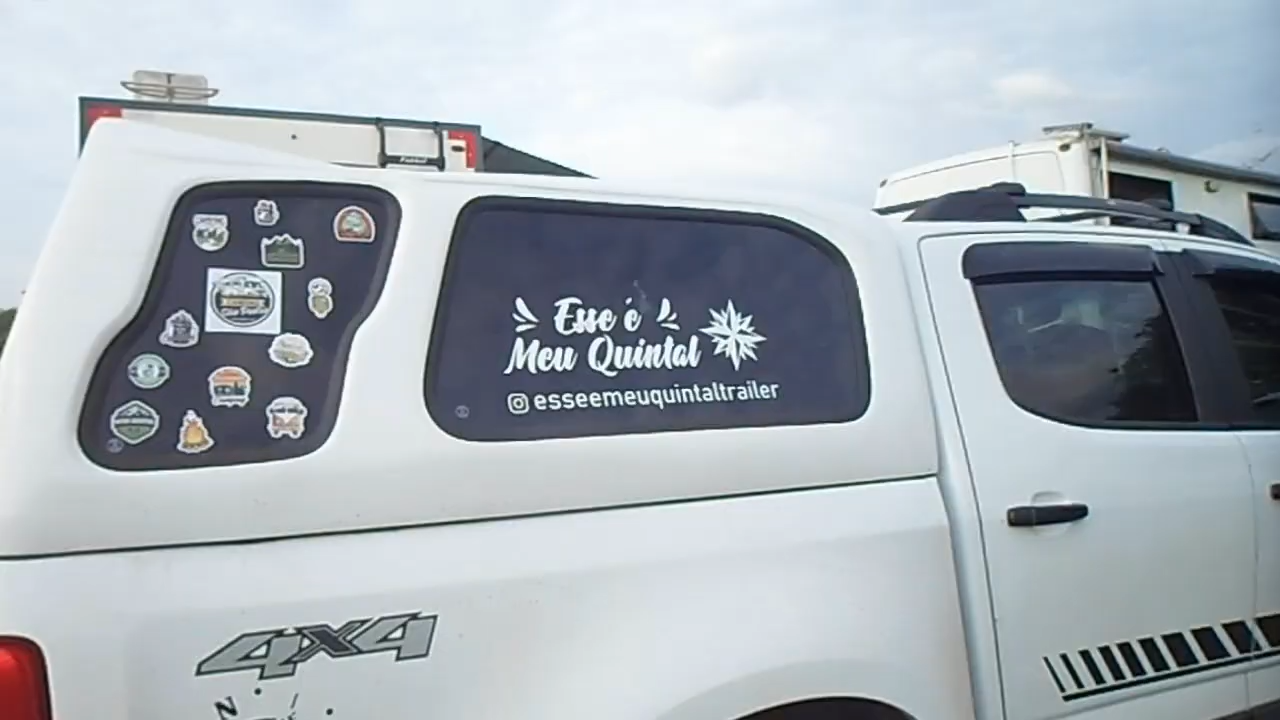 Esse é
Meu Quintal
esseemeuquintaltrailer
4x4
N